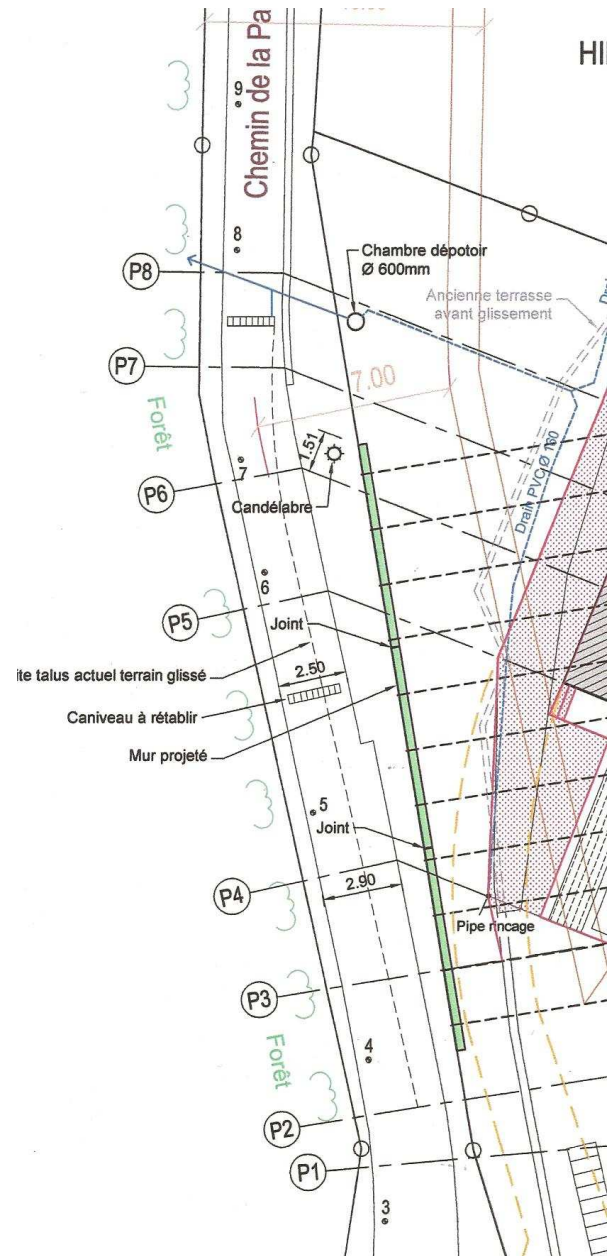 HI
9
Chemin de la Pa
8
P8
Chambre dépotoir
Ø 600mm
Ancienne terrasse
avant glissement
P7
7.00
Forêt
1.51
7
P6
Candélabre
Drain PVC Ø 160
6
P5
Joint
ite talus actuel terrain glissé
2.50
Caniveau à rétablir
Mur projeté
5
Joint
2.90
P4
Pipe rincage
P3
4
Forêt
P2
P1
3